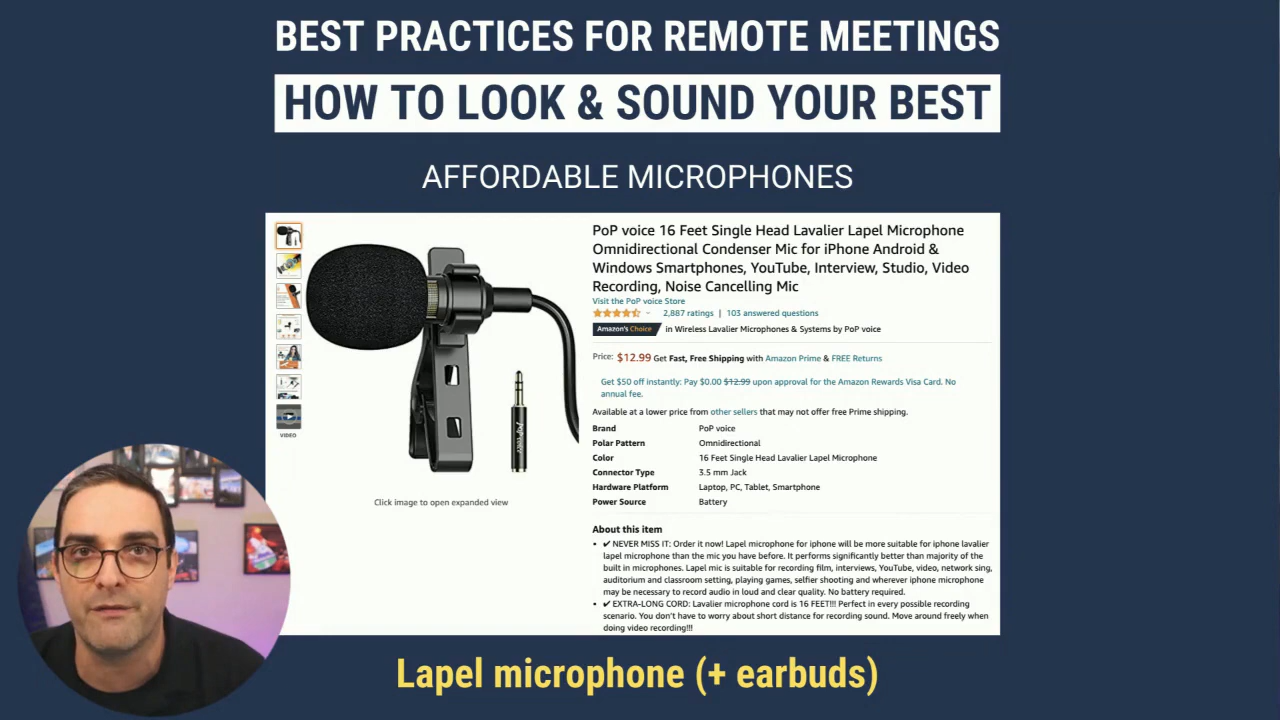 BEST PRACTICES FOR REMOTE MEETINGS
HOW TO LOOK & SOUND YOUR BEST
AFFORDABLE MICROPHONES
PoP voice 16 Feet Single Head Lavalier Lapel Microphone
Omnidirectional Condenser Mic for iPhone Android &
Windows Smartphones, YouTube, Interview, Studio, Video
Recording, Noise Cancelling Mic
Visit the PoP voice Store
2,887 ratings | 103 answered questions
Amazon's Choice in Wireless Lavalier Microphones & Systems by PoP voice
Price: $12.99 Get Fast, Free Shipping with Amazon Prime & FREE Returns
Get $50 off instantly: Pay $0.00 $12.99 upon approval for the Amazon Rewards Visa Card. No
annual fee.
Available at a lower price from other sellers that may not offer free Prime shipping.
Brand PoP voice
Polar Pattern Omnidirectional
Color 16 Feet Single Head Lavalier Lapel Microphone
Connector Type 3.5 mm Jack
Hardware Platform Laptop, PC, Tablet, Smartphone
Power Source Battery
About this item
• ✔ NEVER MISS IT: Order it now! Lapel microphone for iphone will be more suitable for iphone lavalier
lapel microphone than the mic you have before. It performs significantly better than majority of the
built in microphones. Lapel mic is suitable for recording film, interviews, YouTube, video, network sing,
auditorium and classroom setting, playing games, selfier shooting and wherever iphone microphone
may be necessary to record audio in loud and clear quality. No battery required.
• ✔ EXTRA-LONG CORD: Lavalier microphone cord is 16 FEET!!! Perfect in every possible recording
scenario. You don't have to worry about short distance for recording sound. Move around freely when
doing video recording!!!
VIDEO
PoP voice
Click image to open expanded view
Lapel microphone (+ earbuds)